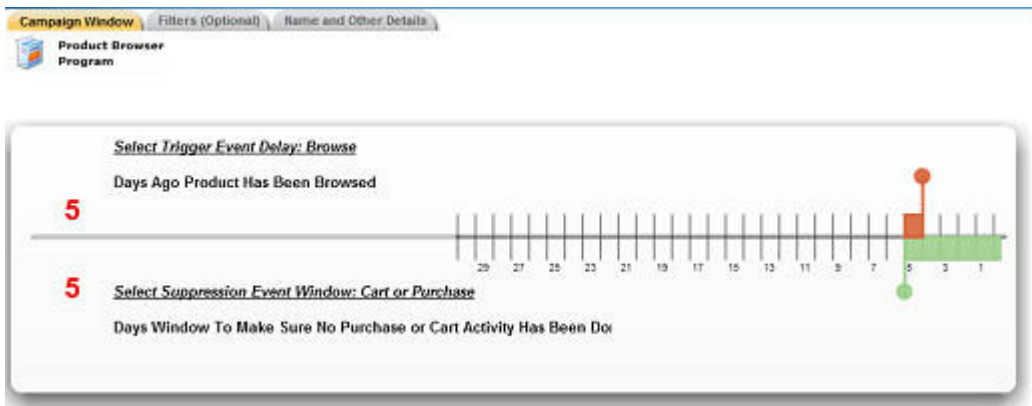 Campaign Window Filters (Optional) Name and Other Details
Product Browser
Program
Select Trigger Event Delay: Browse
Days Ago Product Has Been Browsed
5
29 27 25 23 21 19 17 15 13 11 9 7 5 3 1
5
Select Suppression Event Window: Cart or Purchase
Days Window To Make Sure No Purchase or Cart Activity Has Been Do